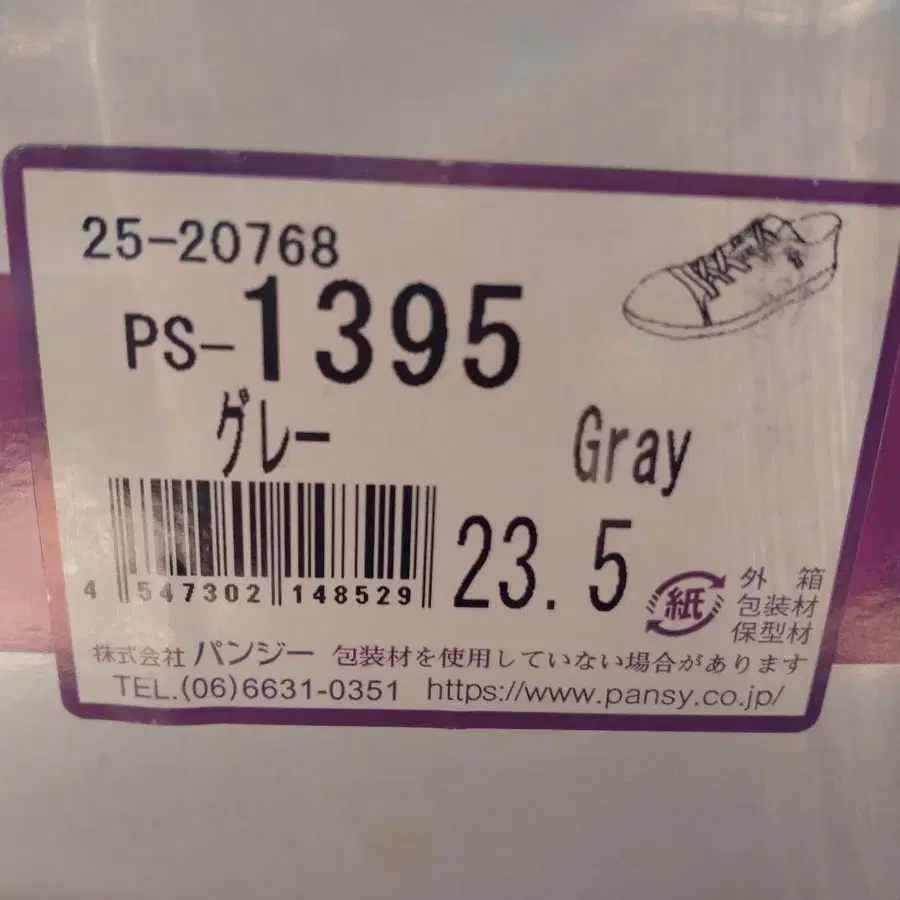 25-20768
PS-1395
グレー Gray
4 547302 148529
23.5
紙
外 箱
包装材
保型材
株式会社 パンジー 包装材を使用していない場合があります
TEL.(06)6631-0351 https://www.pansy.co.jp/